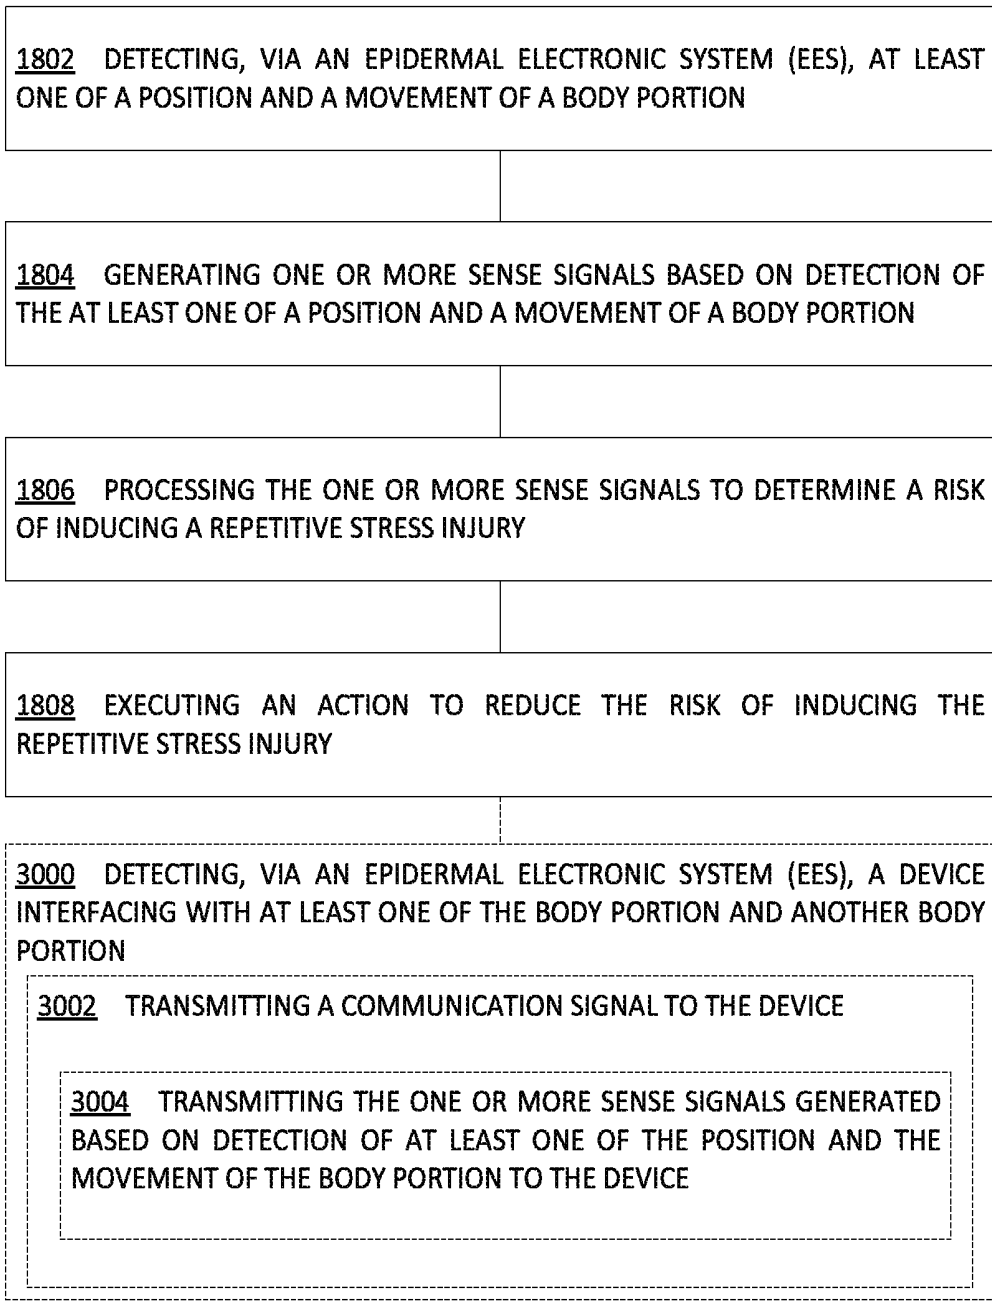 1802 DETECTING, VIA AN EPIDERMAL ELECTRONIC SYSTEM (EES), AT LEAST
ONE OF A POSITION AND A MOVEMENT OF A BODY PORTION
1804 GENERATING ONE OR MORE SENSE SIGNALS BASED ON DETECTION OF
THE AT LEAST ONE OF A POSITION AND A MOVEMENT OF A BODY PORTION
1806 PROCESSING THE ONE OR MORE SENSE SIGNALS TO DETERMINE A RISK
OF INDUCING A REPETITIVE STRESS INJURY
1808 EXECUTING AN ACTION TO REDUCE THE RISK OF INDUCING THE
REPETITIVE STRESS INJURY
3000 DETECTING, VIA AN EPIDERMAL ELECTRONIC SYSTEM (EES), A DEVICE
INTERFACING WITH AT LEAST ONE OF THE BODY PORTION AND ANOTHER BODY
PORTION
3002 TRANSMITTING A COMMUNICATION SIGNAL TO THE DEVICE
3004 TRANSMITTING THE ONE OR MORE SENSE SIGNALS GENERATED
BASED ON DETECTION OF AT LEAST ONE OF THE POSITION AND THE
MOVEMENT OF THE BODY PORTION TO THE DEVICE